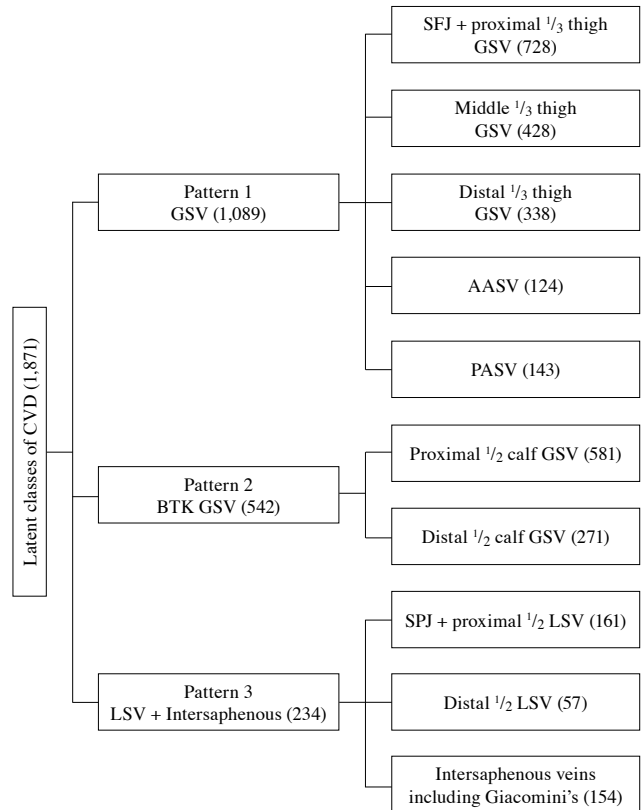 Latent classes of CVD (1,871)
Pattern 1
GSV (1,089)
SFJ + proximal 1/3 thigh
GSV (728)
Middle 1/3 thigh
GSV (428)
Distal 1/3 thigh
GSV (338)
AASV (124)
PASV (143)
Pattern 2
BTK GSV (542)
Proximal 1/2 calf GSV (581)
Distal 1/2 calf GSV (271)
Pattern 3
LSV + Intersaphenous (234)
SPJ + proximal 1/2 LSV (161)
Distal 1/2 LSV (57)
Intersaphenous veins
including Giacomini's (154)